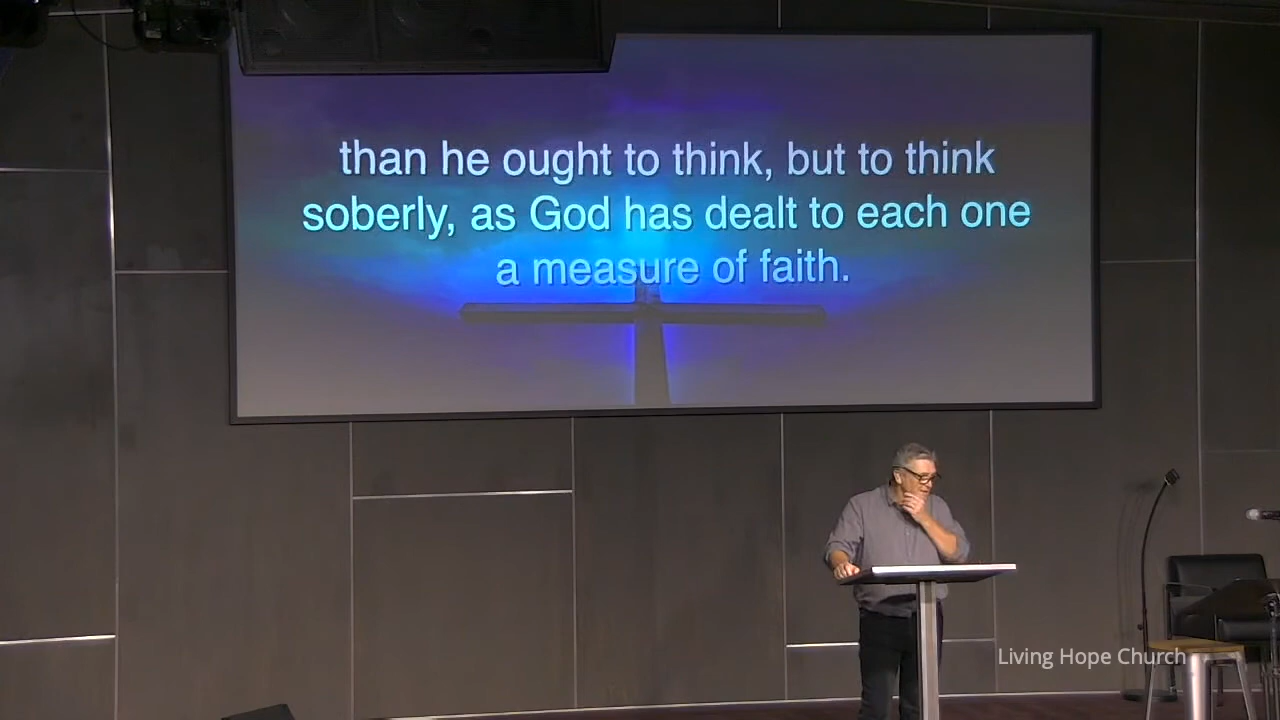 than he ought to think, but to think
soberly, as God has dealt to each one
a measure of faith.
Living Hope Church